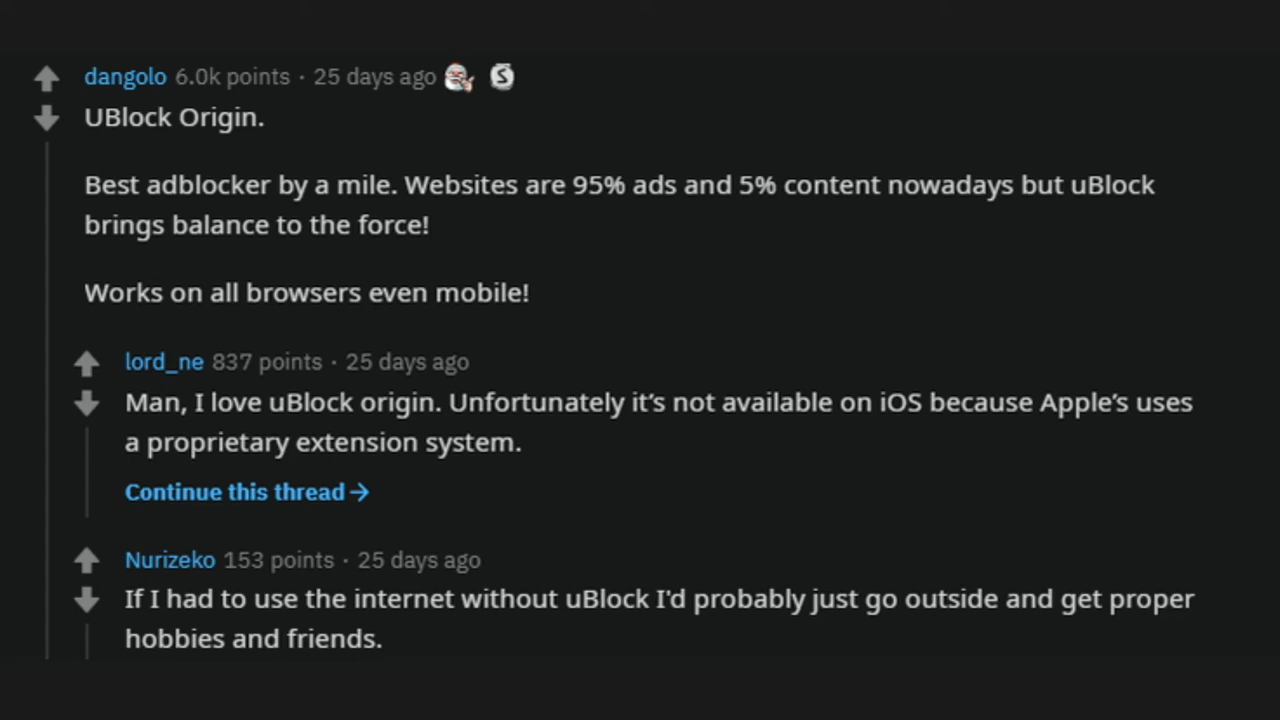 dangolo 6.0k points · 25 days ago S
UBlock Origin.
Best adblocker by a mile. Websites are 95% ads and 5% content nowadays but uBlock
brings balance to the force!
Works on all browsers even mobile!
lord_ne 837 points · 25 days ago
Man, I love uBlock origin. Unfortunately it’s not available on iOS because Apple’s uses
a proprietary extension system.
Continue this thread →
Nurizeko 153 points · 25 days ago
If I had to use the internet without uBlock I'd probably just go outside and get proper
hobbies and friends.